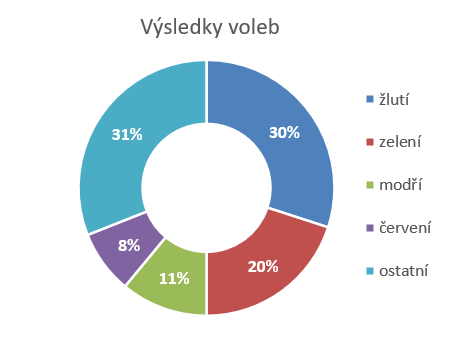 Výsledky voleb
30%
20%
11%
8%
31%
žlutí
zelení
modří
červení
ostatní